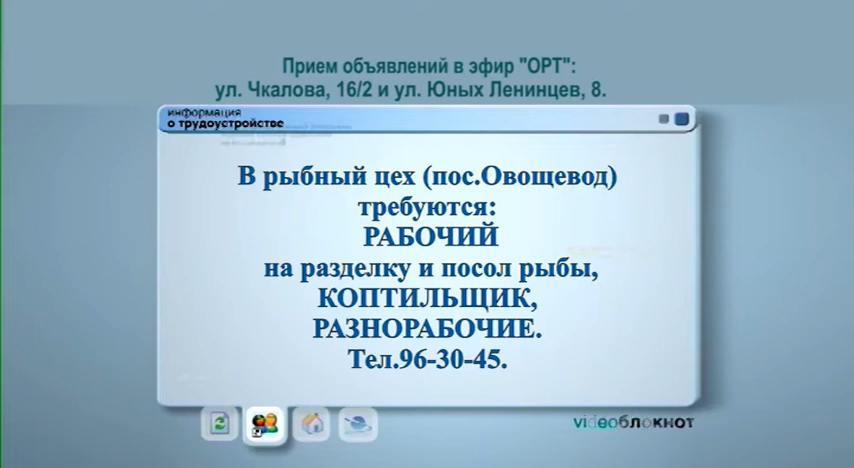 Прием объявлений в эфир "ОРТ":
ул. Чкалова, 16/2 и ул. Юных Ленинцев, 8.
информация
о трудоустройстве
В рыбный цех (пос.Овощевод)
требуются:
РАБОЧИЙ
на разделку и посол рыбы,
КОПТИЛЬЩИК,
РАЗНОРАБОЧИЕ.
Тел.96-30-45.
videoблокнот